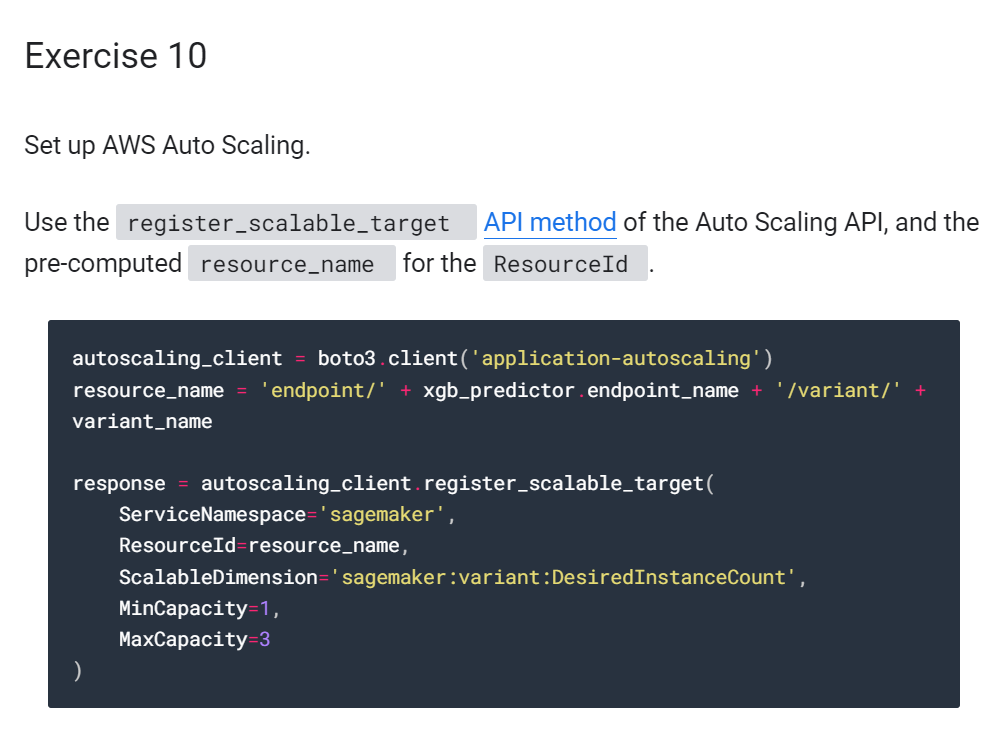 Exercise 10
Set up AWS Auto Scaling.
Use the register_scalable_target API method of the Auto Scaling API, and the
pre-computed resource_name for the ResourceId .
autoscaling_client = boto3.client('application-autoscaling')
resource_name = 'endpoint/' + xgb_predictor.endpoint_name + '/variant/' +
variant_name
response = autoscaling_client.register_scalable_target(
    ServiceNamespace='sagemaker',
    ResourceId=resource_name,
    ScalableDimension='sagemaker:variant:DesiredInstanceCount',
    MinCapacity=1,
    MaxCapacity=3
)